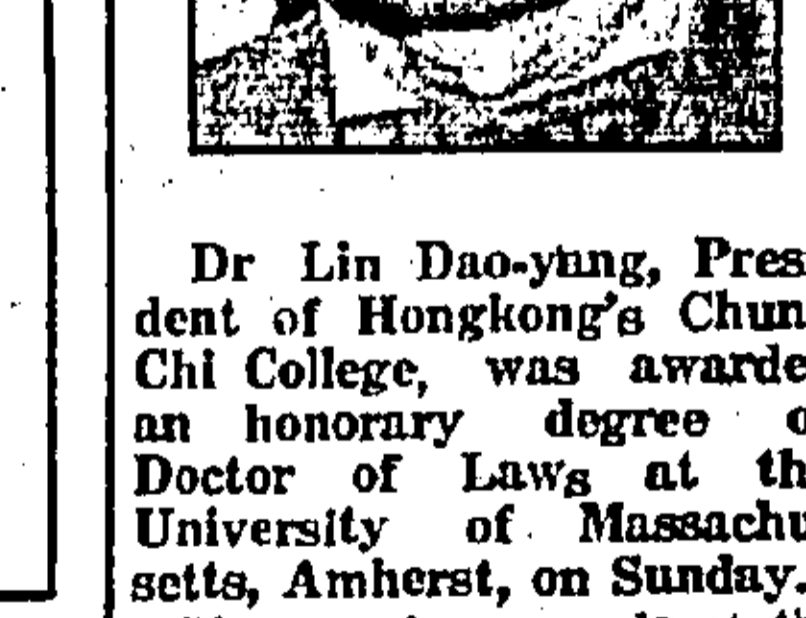 Dr Lin Dao-yung, Pres
dent of Hongkong's Chun
Chi College, was awarde
an honorary degree o
Doctor of Laws at th
University of Massachu
setts, Amherst, on Sunday.